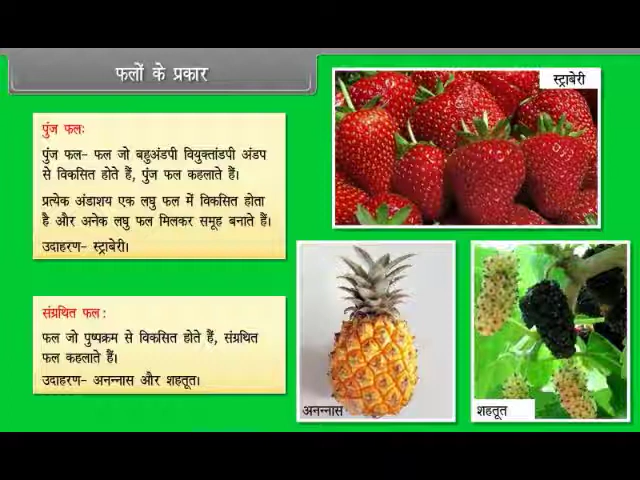 फलों के प्रकार
स्ट्राबेरी
पुंज फलः
पुंज फल- फल जो बहुअंडपी वियुक्तांडपी अंडप
से विकसित होते हैं, पुंज फल कहलाते हैं।
प्रत्येक अंडाशय एक लघु फल में विकसित होता
है और अनेक लघु फल मिलकर समूह बनाते हैं।
उदाहरण- स्ट्राबेरी।
संग्रथित फल :
फल जो पुष्पक्रम से विकसित होते हैं, संग्रथित
फल कहलाते हैं।
उदाहरण- अनन्नास और शहतूत।
अनन्नास
शहतूत